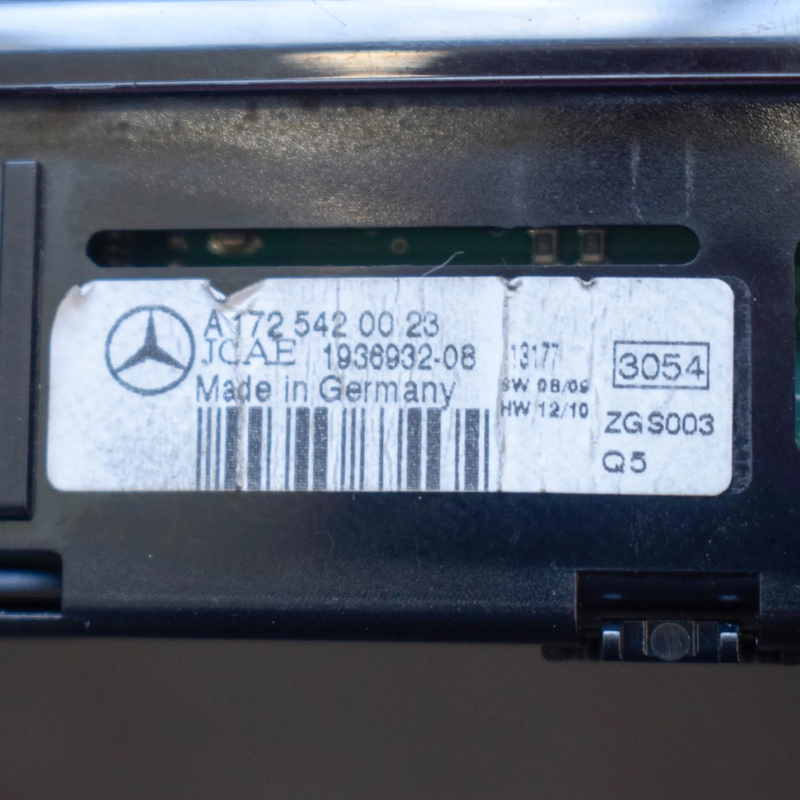 A 172 542 00 23
JCAE 1936932-08
Made in Germany
13177
SW 08/09
HW 12/10
3054
ZGS003
Q5